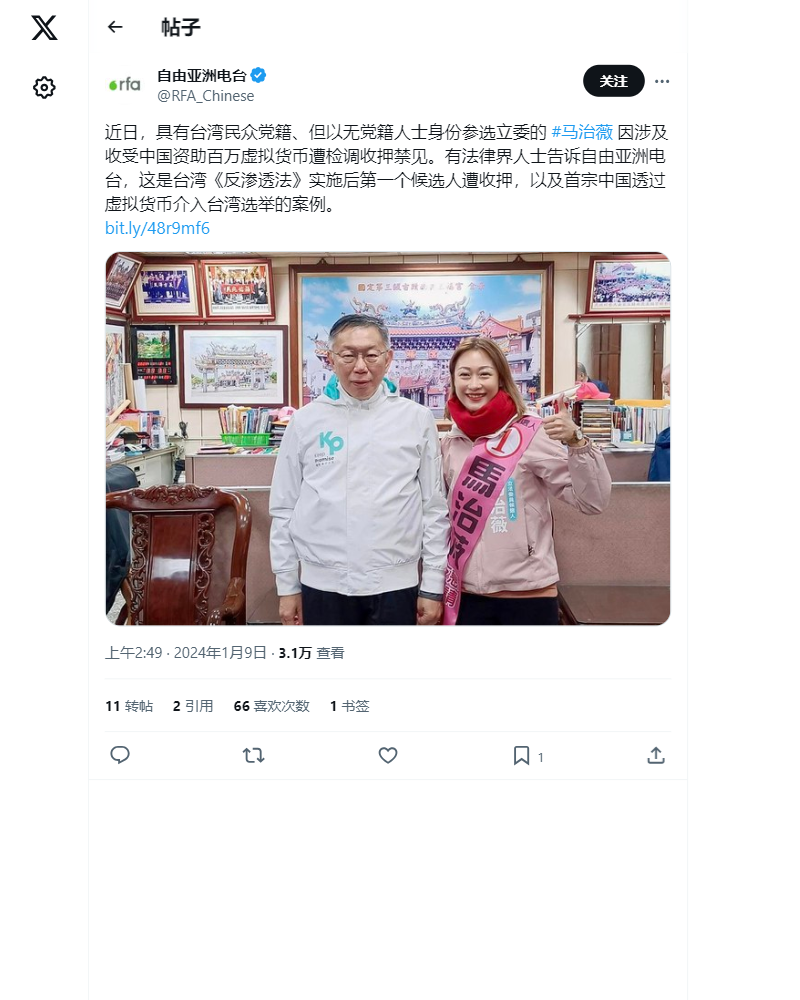 帖子
rfa
自由亚洲电台
@RFA_Chinese
关注
近日，具有台湾民众党籍、但以无党籍人士身份参选立委的 #马治薇 因涉及
收受中国资助百万虚拟货币遭检调收押禁见。有法律界人士告诉自由亚洲电
台，这是台湾《反渗透法》实施后第一个候选人遭收押，以及首宗中国透过
虚拟货币介入台湾选举的案例。
bit.ly/48r9mf6
KP
Promise
1
馬治薇
上午2:49 · 2024年1月9日 · 3.1万 查看
11 转帖 2 引用 66 喜欢次数 1 书签
1